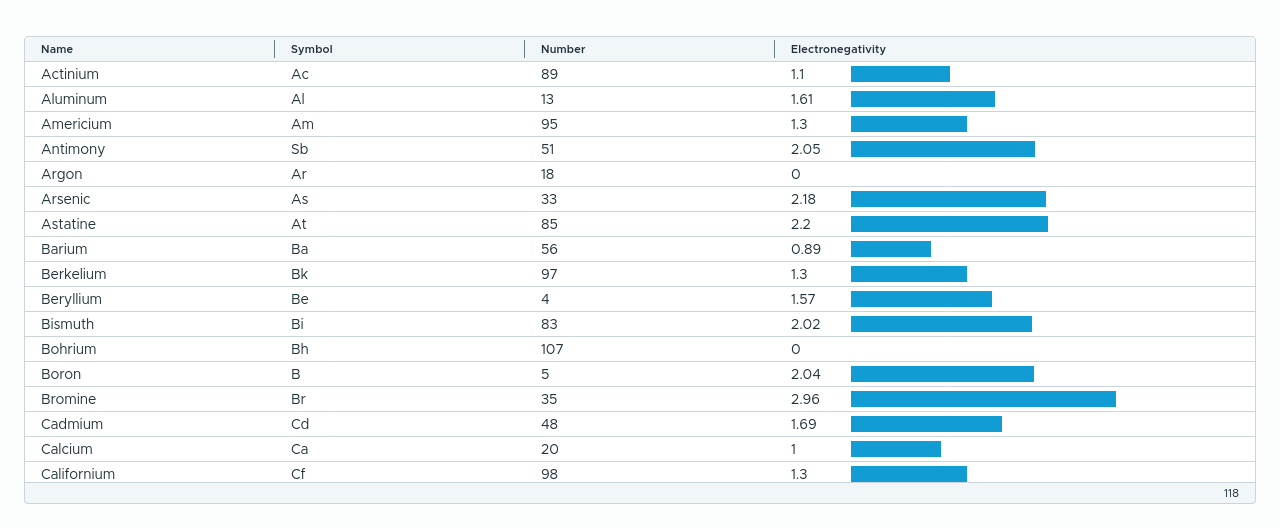 Name Symbol Number Electronegativity
Actinium Ac 89 1.1
Aluminum Al 13 1.61
Americium Am 95 1.3
Antimony Sb 51 2.05
Argon Ar 18 0
Arsenic As 33 2.18
Astatine At 85 2.2
Barium Ba 56 0.89
Berkelium Bk 97 1.3
Beryllium Be 4 1.57
Bismuth Bi 83 2.02
Bohrium Bh 107 0
Boron B 5 2.04
Bromine Br 35 2.96
Cadmium Cd 48 1.69
Calcium Ca 20 1
Californium Cf 98 1.3
118